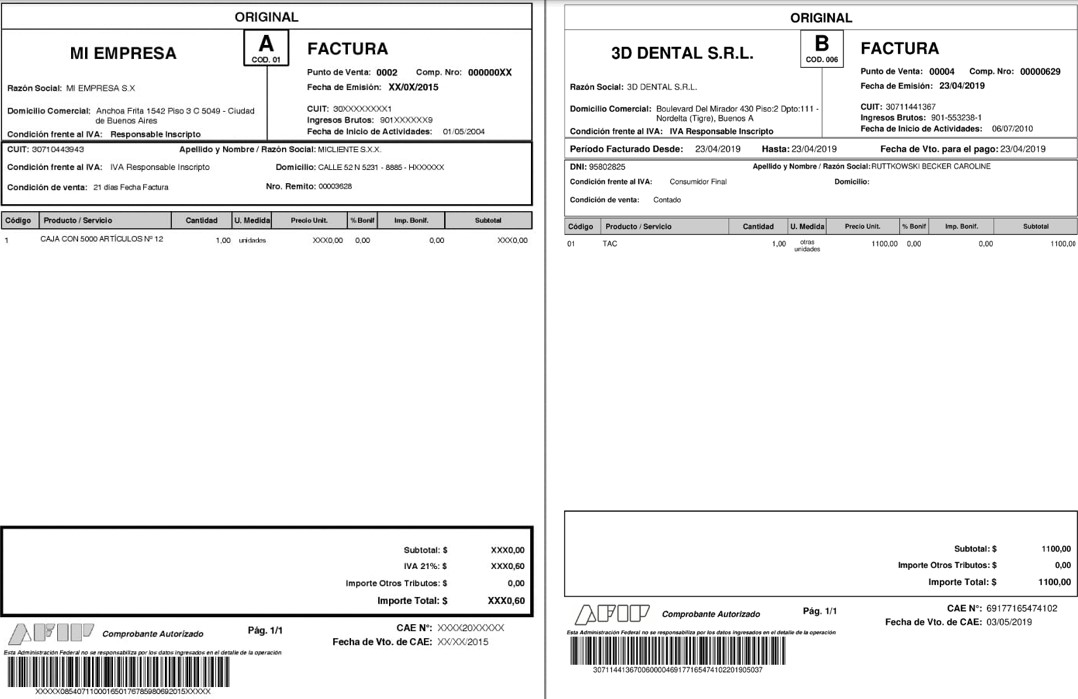 ORIGINAL
MI EMPRESA
A
COD. 01
FACTURA
Punto de Venta: 0002 Comp. Nro: 000000XX
Razón Social: MI EMPRESA S.X
Fecha de Emisión: XX/0X/2015
Domicilio Comercial: Anchoa Frita 1542 Piso 3 C 5049 - Ciudad
de Buenos Aires
CUIT: 30XXXXXXX1
Ingresos Brutos: 901XXXXXX9
Condición frente al IVA: Responsable Inscripto
Fecha de Inicio de Actividades: 01/05/2004
CUIT: 30710443943 Apellido y Nombre / Razón Social: MICLIENTE S.X.X.
Condición frente al IVA: IVA Responsable Inscripto Domicilio: CALLE 52 N 5231 - 8885 - HXXXXXX
Condición de venta: 21 dias Fecha Factura Nro. Remito: 00003628
Código Producto / Servicio Cantidad U. Medida Precio Unit. % Bonif Imp. Bonif. Subtotal
1 CAJA CON 5000 ARTÍCULOS Nº 12 1,00 unidades XXX0,00 0,00 0,00 XXX0,00
Subtotal: $ XXX0,00
IVA 21%: $ XXX0,60
Importe Otros Tributos: $ 0,00
Importe Total: $ XXX0,60
AFIP Comprobante Autorizado Pág. 1/1 CAE N°: XXXX20XXXXX
Fecha de Vto. de CAE: XX/XX/2015
Esta Administración Federal no se responsabiliza por los datos ingresados en el detalle de la operación
XXXXX085407110001650176785980692015XXXXX
ORIGINAL
3D DENTAL S.R.L.
B
COD. 006
FACTURA
Punto de Venta: 00004 Comp. Nro: 00000629
Razón Social: 3D DENTAL S.R.L.
Fecha de Emisión: 23/04/2019
Domicilio Comercial: Boulevard Del Mirador 430 Piso:2 Dpto:111 -
Nordelta (Tigre), Buenos A
CUIT: 30711441367
Ingresos Brutos: 901-553238-1
Condición frente al IVA: IVA Responsable Inscripto
Fecha de Inicio de Actividades: 06/07/2010
Período Facturado Desde: 23/04/2019 Hasta: 23/04/2019 Fecha de Vto. para el pago: 23/04/2019
DNI: 95802825 Apellido y Nombre / Razón Social: RUTTKOWSKI BECKER CAROLINE
Condición frente al IVA: Consumidor Final Domicilio:
Condición de venta: Contado
Código Producto / Servicio Cantidad U. Medida Precio Unit. % Bonif Imp. Bonif. Subtotal
01 TAC 1,00 otras unidades 1100,00 0,00 0,00 1100,00
Subtotal: $ 1100,00
Importe Otros Tributos: $ 0,00
Importe Total: $ 1100,00
AFIP Comprobante Autorizado Pág. 1/1 CAE N°: 69177165474102
Fecha de Vto. de CAE: 03/05/2019
Esta Administración Federal no se responsabiliza por los datos ingresados en el detalle de la operación
3071144136700600004691771654741022019050​37